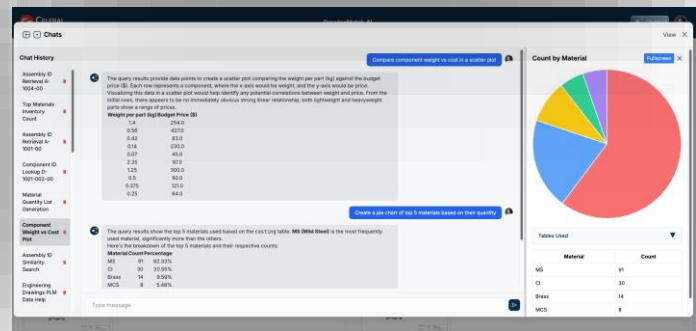 CELEBAL
Chats
View
Chat History
Assembly ID
Retrieval A-
1004-00
Top Materials
Inventory
Count
Assembly ID
Retrieval A-
1001-00
Component ID
Lookup D-
1001-002-00
Material
Quantity List
Generation
Component
Weight vs Cost
Plot
Assembly ID
Similarity
Search
Engineering
Drawings PLM
Data Help
Compare component weight vs cost in a scatter plot
The query results provide data points to create a scatter plot comparing the weight per part (kg) against the budget
price ($). Each row represents a component, where the x-axis would be weight, and the y-axis would be price.
Visualizing this data in a scatter plot would help identify any potential correlations between weight and price. From the
initial rows, there appears to be no immediately obvious strong linear relationship; both lightweight and heavyweight
parts show a range of prices.
Weight per part (kg) Budget Price ($)
1.4 254.0
0.56 427.0
0.42 83.0
0.14 230.0
0.07 45.0
2.25 97.0
1.25 300.0
0.5 90.0
0.375 121.0
0.25 64.0
Create a pie chart of top 5 materials based on their quantity
The query results show the top 5 materials used based on the costing table. MS (Mild Steel) is the most frequently
used material, significantly more than the others.
Here's the breakdown of the top 5 materials and their respective counts:
Material Count Percentage
MS 91 62.33%
CI 30 20.55%
Brass 14 9.59%
MCS 8 5.48%
Type message
Count by Material
Fullscreen
Tables Used
Material Count
MS 91
CI 30
Brass 14
MCS 8